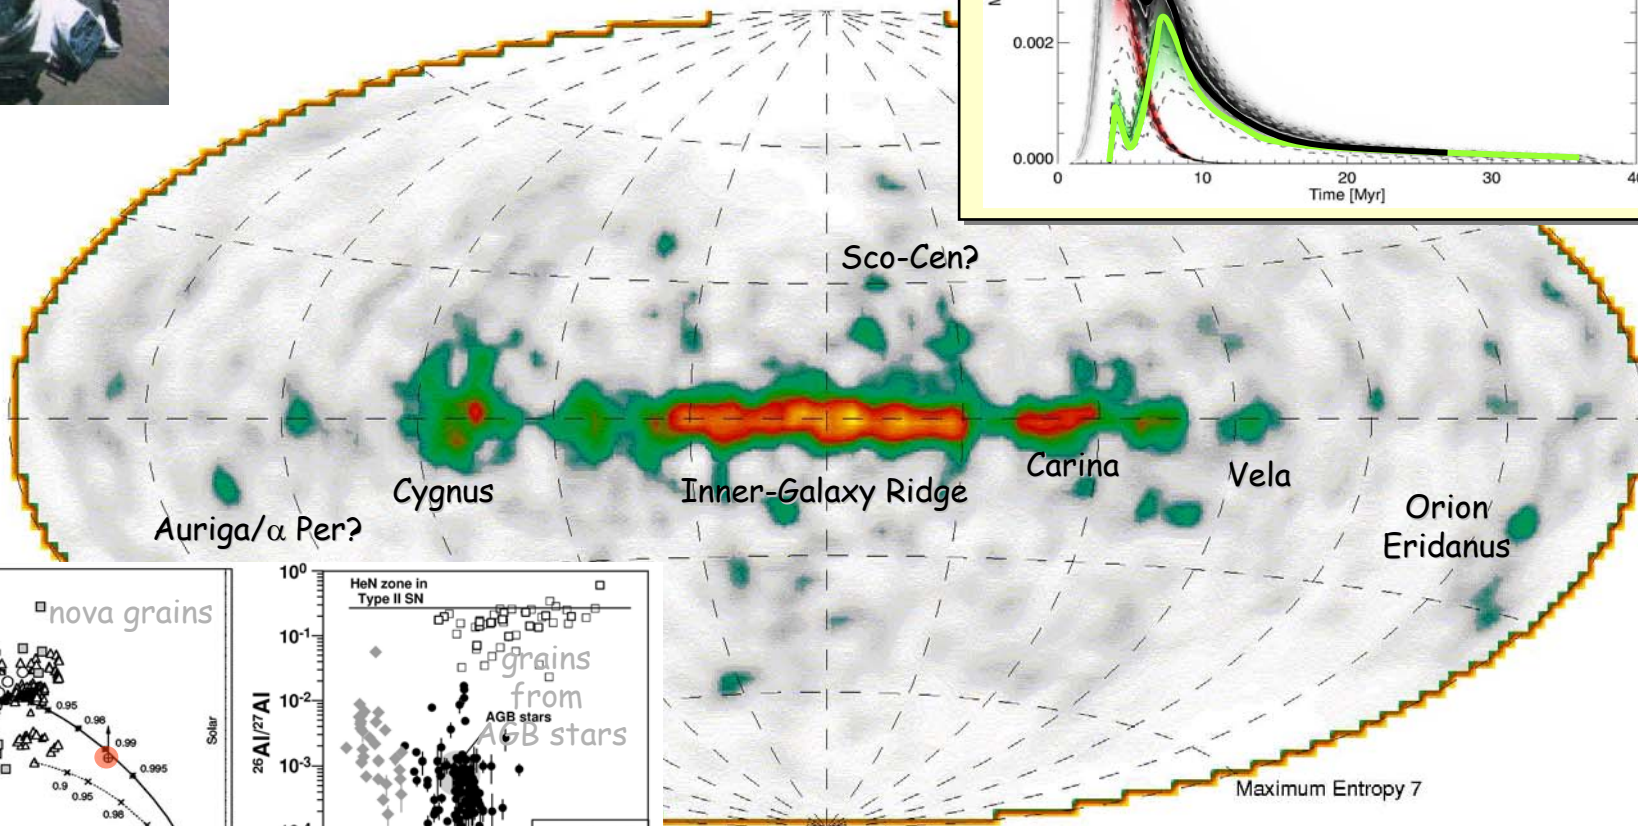 0.002
0.000
0
10
20
30
Time [Myr]
Sco-Cen?
Cygnus
Inner-Galaxy Ridge
Carina
Vela
Auriga/α Per?
Orion
Eridanus
nova grains
0.95
0.98
0.99
0.995
0.9
0.95
0.98
Solar
10⁰
HeN zone in
Type II SN
10⁻¹
grains
from
AGB stars
10⁻²
AGB stars
²⁶Al/²⁷Al
10⁻³
Maximum Entropy 7